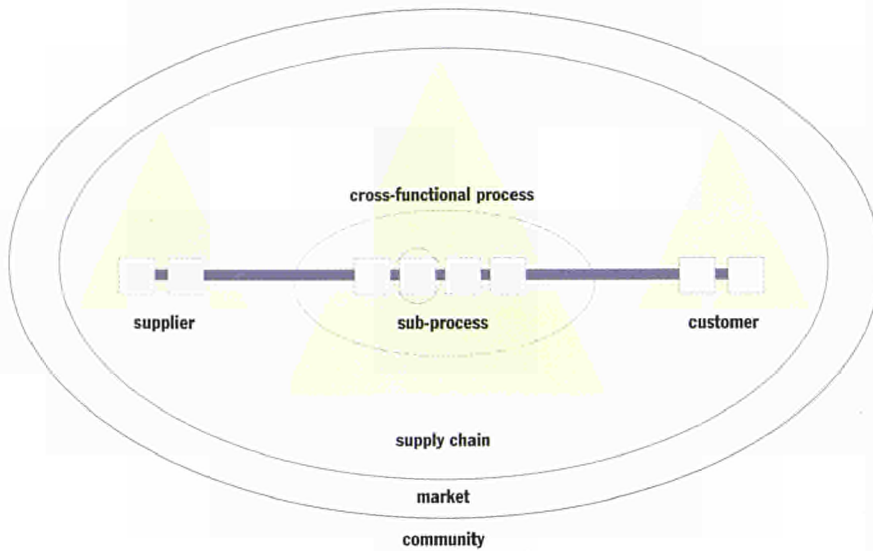 cross-functional process
supplier
sub-process
customer
supply chain
market
community